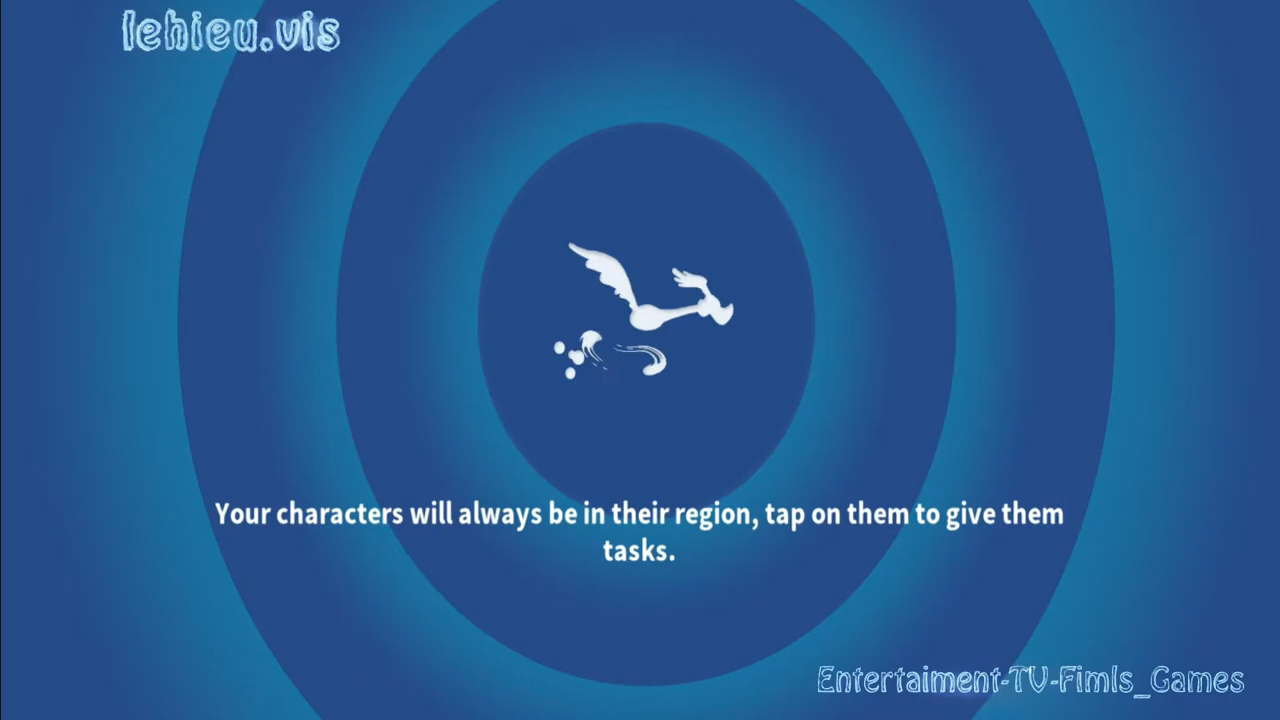 lehieu.vis
Your characters will always be in their region, tap on them to give them
tasks.
Entertaiment-TV-Fimls_Games